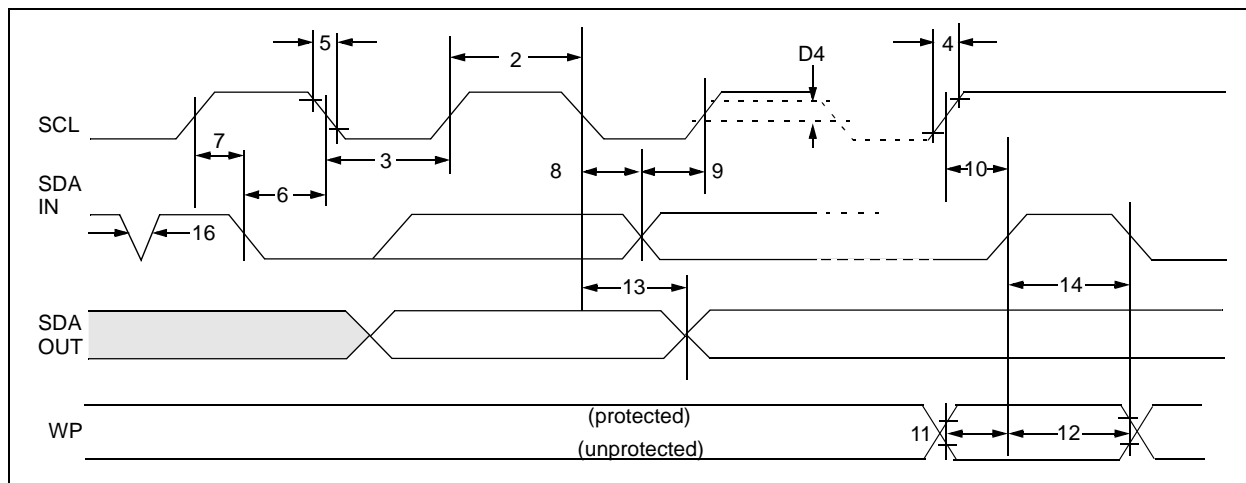 5
2
D4
4
SCL
7
3
8
9
10
SDA
IN
6
16
13
14
SDA
OUT
WP
(protected)
(unprotected)
11
12